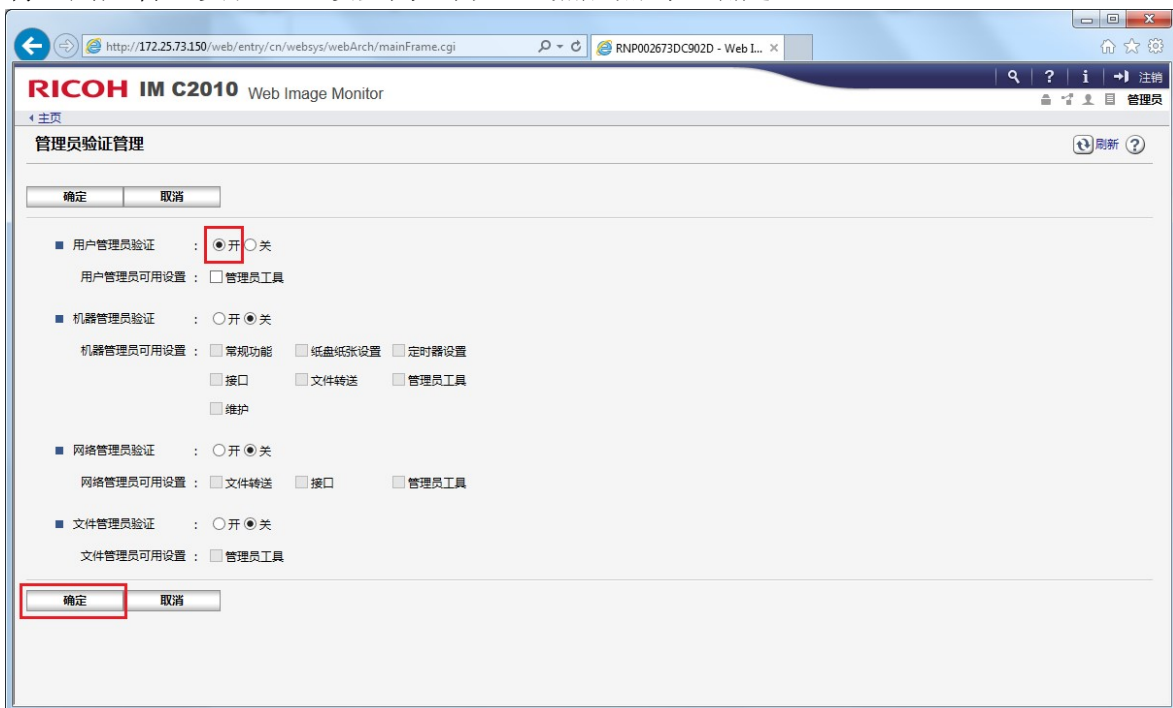 http://172.25.73.150/web/entry/cn/websys/webArch/mainFrame.cgi
RNP002673DC902D - Web I...
RICOH IM C2010 Web Image Monitor
? i 注销
管理员
主页
管理员验证管理
刷新 ?
确定 取消
用户管理员验证 : 开 关
用户管理员可用设置 : 管理员工具
机器管理员验证 : 开 关
机器管理员可用设置 : 常规功能 纸盘纸张设置 定时器设置
接口 文件转送 管理员工具
维护
网络管理员验证 : 开 关
网络管理员可用设置 : 文件转送 接口 管理员工具
文件管理员验证 : 开 关
文件管理员可用设置 : 管理员工具
确定 取消